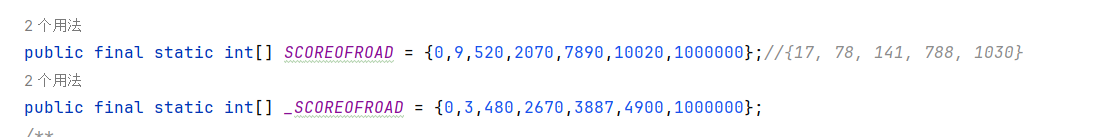 2 个用法
public final static int[] SCOREOFROAD = {0,9,520,2070,7890,10020,1000000};//{17, 78, 141, 788, 1030}
2 个用法
public final static int[] _SCOREOFROAD = {0,3,480,2670,3887,4900,1000000};
/**